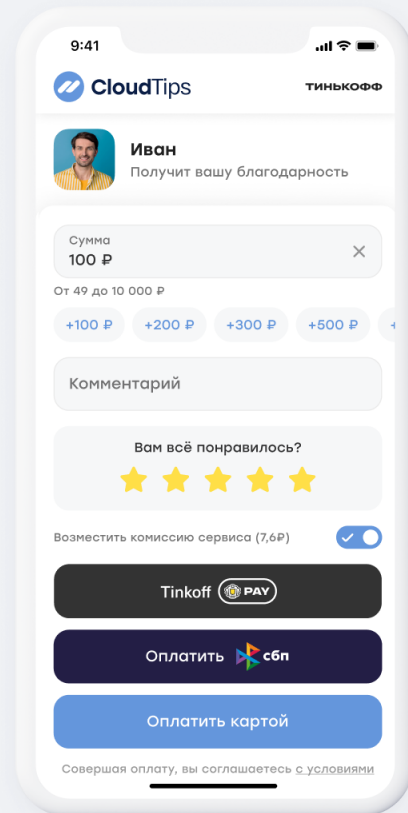 9:41
CloudTips
ТИНЬКОФФ
Иван
Получит вашу благодарность
Сумма
100 ₽
От 49 до 10 000 ₽
+100 ₽ +200 ₽ +300 ₽ +500 ₽ +
Комментарий
Вам всё понравилось?
Возместить комиссию сервиса (7,6₽)
Tinkoff PAY
Оплатить сбп
Оплатить картой
Совершая оплату, вы соглашаетесь с условиями